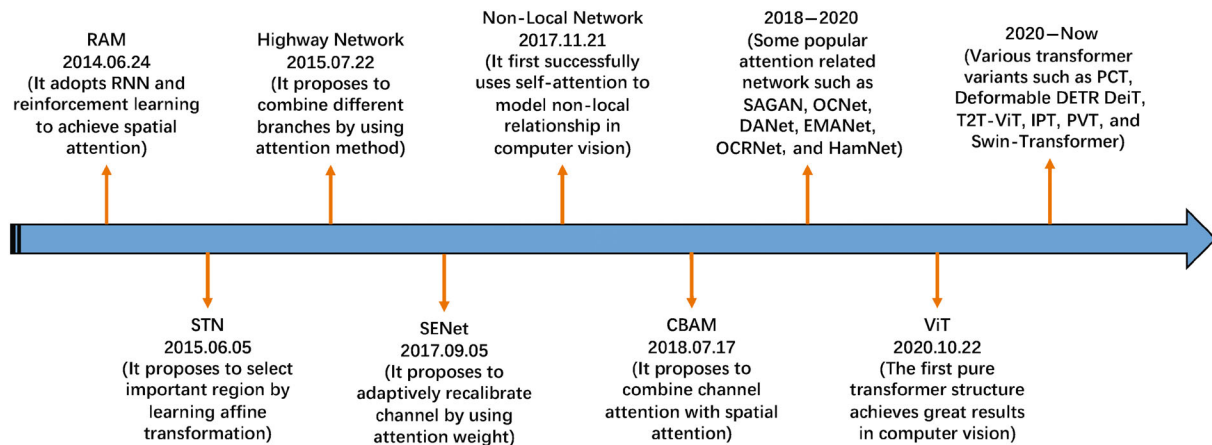 RAM
2014.06.24
(It adopts RNN and
reinforcement learning
to achieve spatial
attention)
Highway Network
2015.07.22
(It proposes to
combine different
branches by using
attention method)
Non-Local Network
2017.11.21
(It first successfully
uses self-attention to
model non-local
relationship in
computer vision)
2018—2020
(Some popular
attention related
network such as
SAGAN, OCNet,
DANet, EMANet,
OCRNet, and HamNet)
2020—Now
(Various transformer
variants such as PCT,
Deformable DETR DeiT,
T2T-ViT, IPT, PVT, and
Swin-Transformer)
STN
2015.06.05
(It proposes to select
important region by
learning affine
transformation)
SENet
2017.09.05
(It proposes to
adaptively recalibrate
channel by using
attention weight)
CBAM
2018.07.17
(It proposes to
combine channel
attention with spatial
attention)
ViT
2020.10.22
(The first pure
transformer structure
achieves great results
in computer vision)